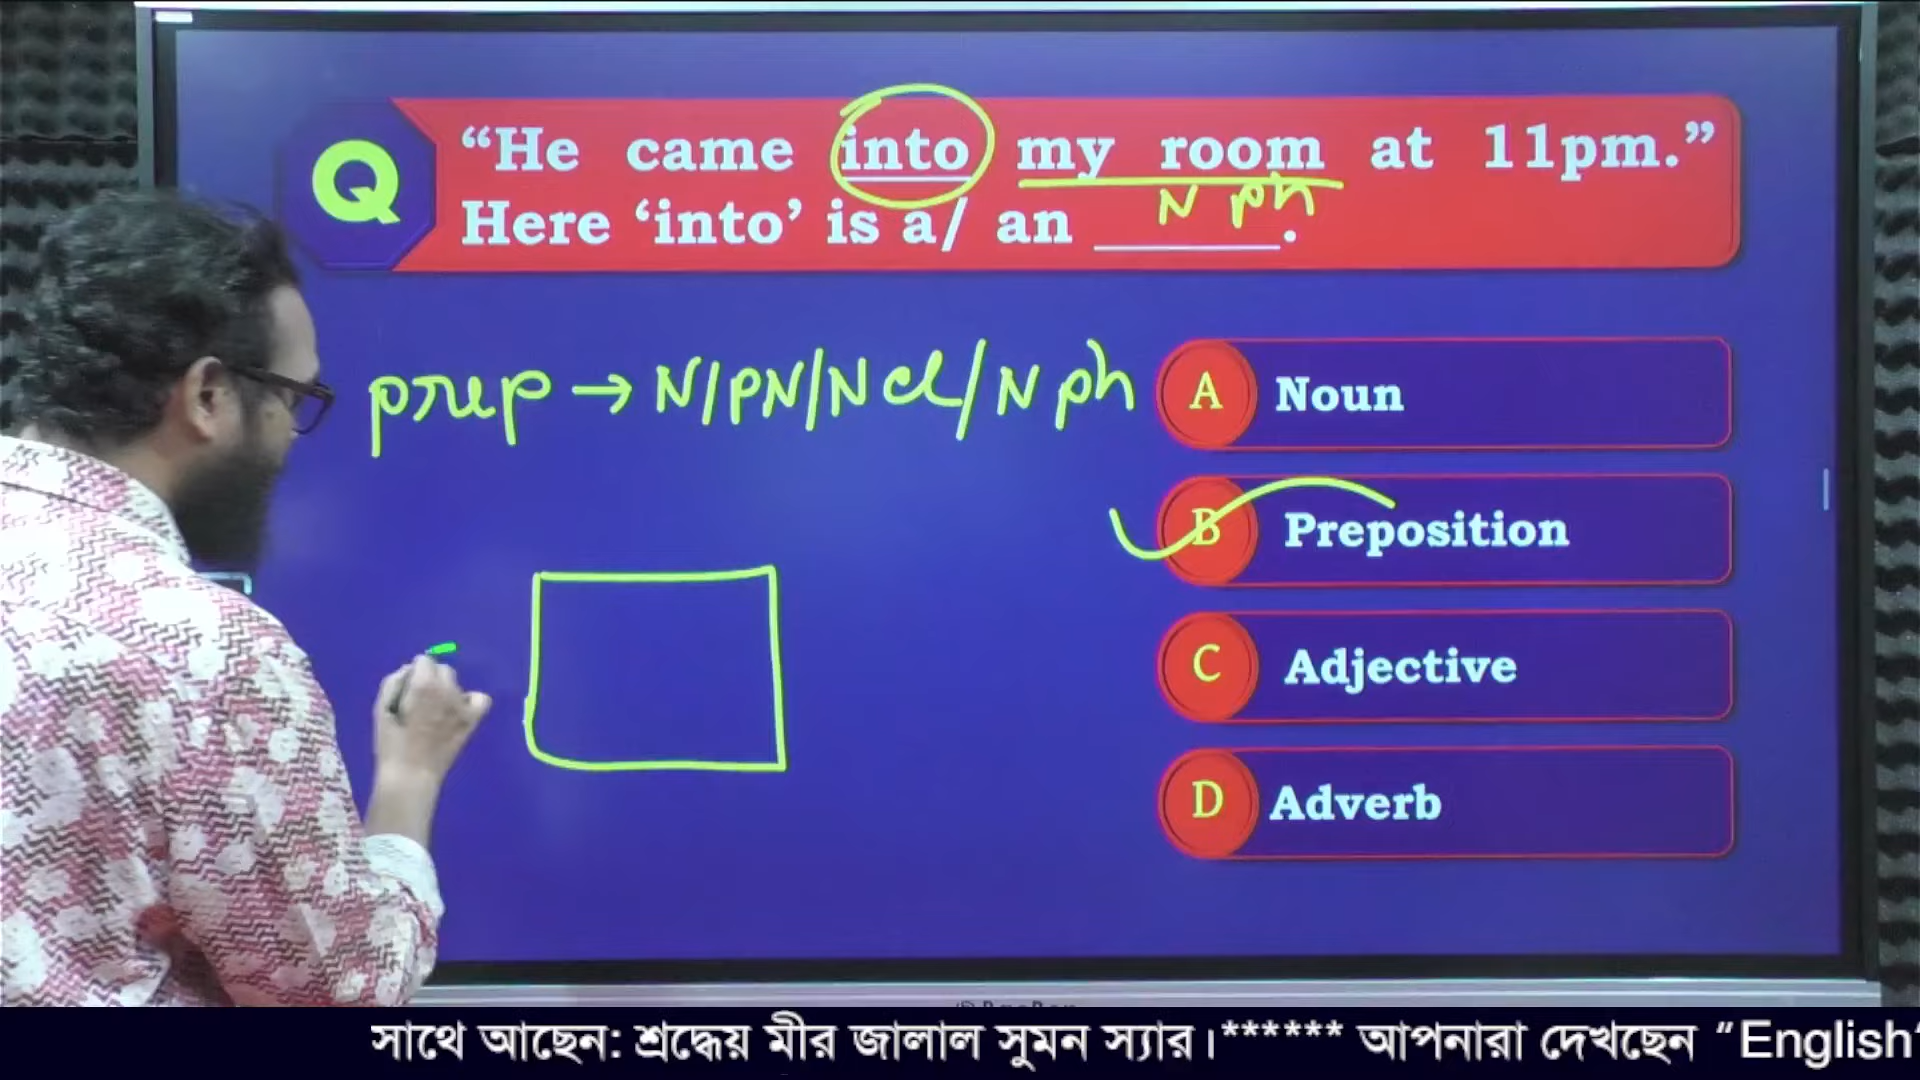 Q
“He came into my room at 11pm.”
N ph
Here ‘into’ is a/ an ________.
prep → N/PN/N cl/N ph
A Noun
B Preposition
C Adjective
D Adverb
সাথে আছেন: শ্রদ্ধেয় মীর জালাল সুমন স্যার।****** আপনারা দেখছেন “English